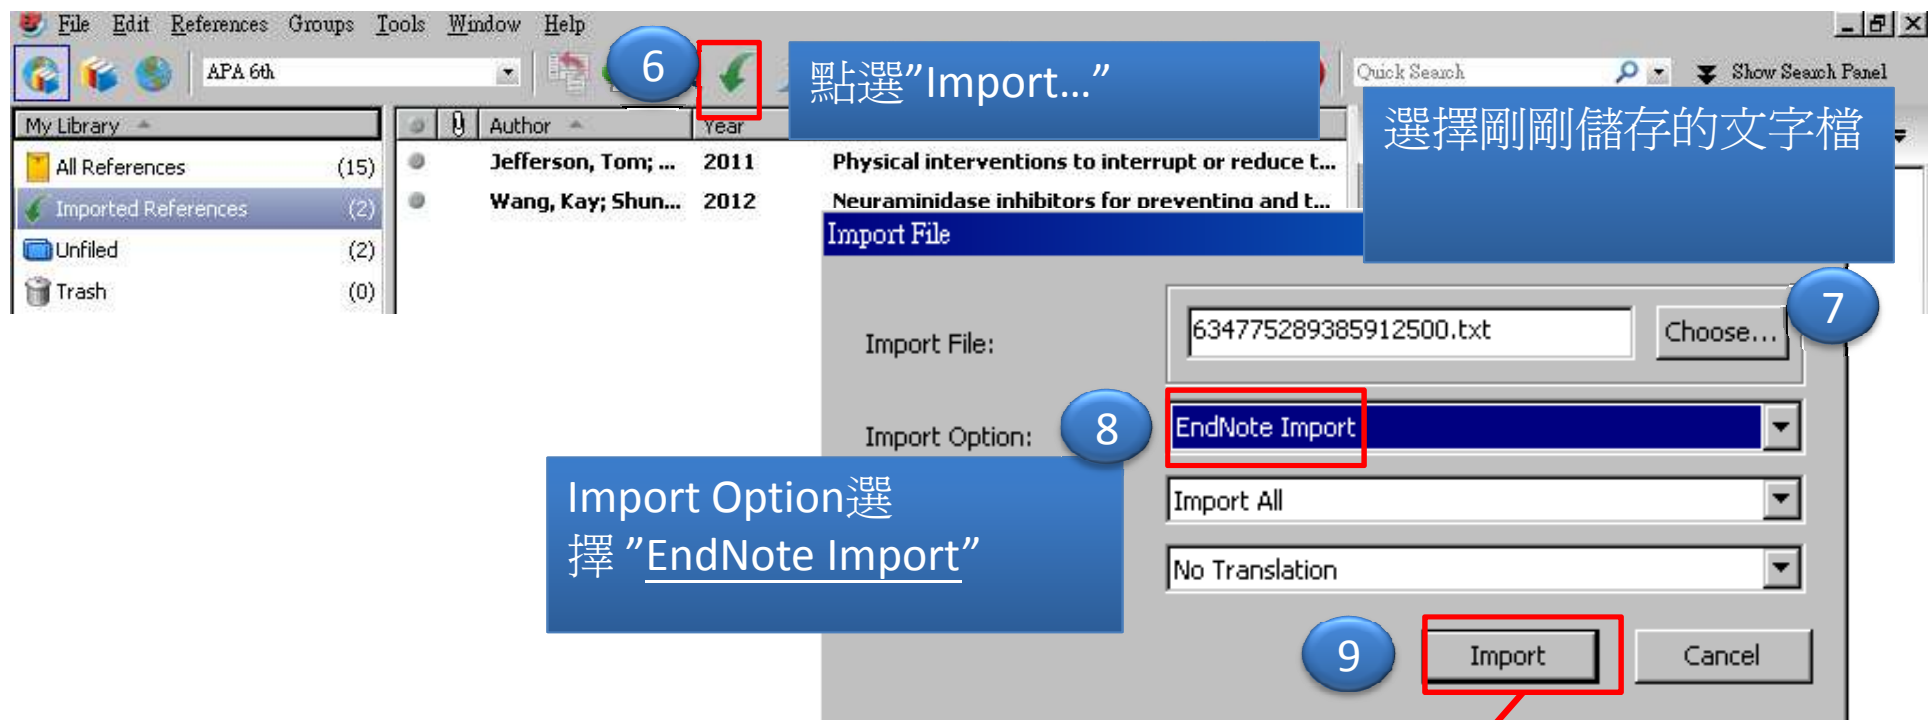 File Edit References Groups Tools Window Help
APA 6th
6
點選”Import...”
Quick Search
Show Search Panel
選擇剛剛儲存的文字檔
My Library
Author
Year
All References (15)
Jefferson, Tom; ... 2011 Physical interventions to interrupt or reduce t...
Imported References (2)
Wang, Kay; Shun... 2012 Neuraminidase inhibitors for preventing and t...
Unfiled (2)
Trash (0)
Import File
7
Import File: 634775289385912500.txt Choose...
8
Import Option: EndNote Import
Import Option選
擇 ”EndNote Import”
Import All
No Translation
9
Import Cancel